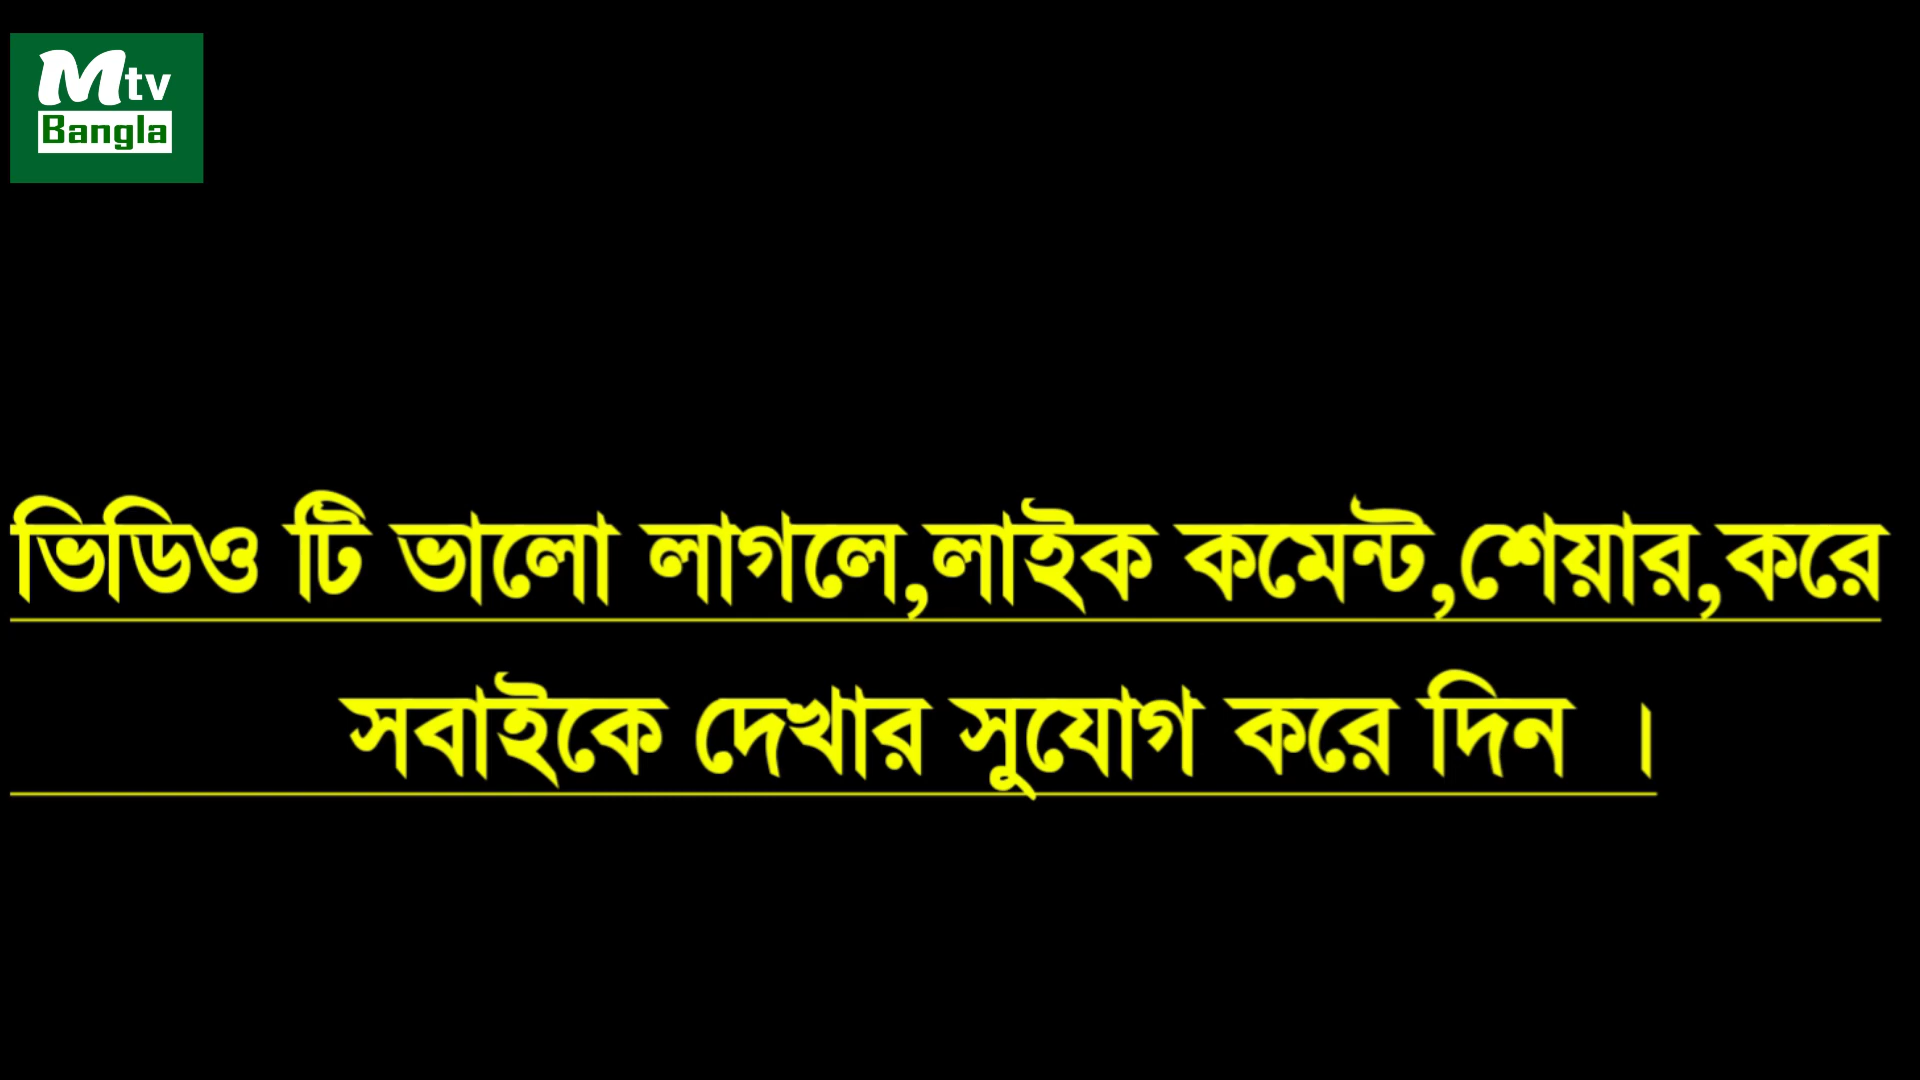 Mtv
Bangla
ভিডিও টি ভালো লাগলে,লাইক কমেন্ট,শেয়ার,করে
সবাইকে দেখার সুযোগ করে দিন ।